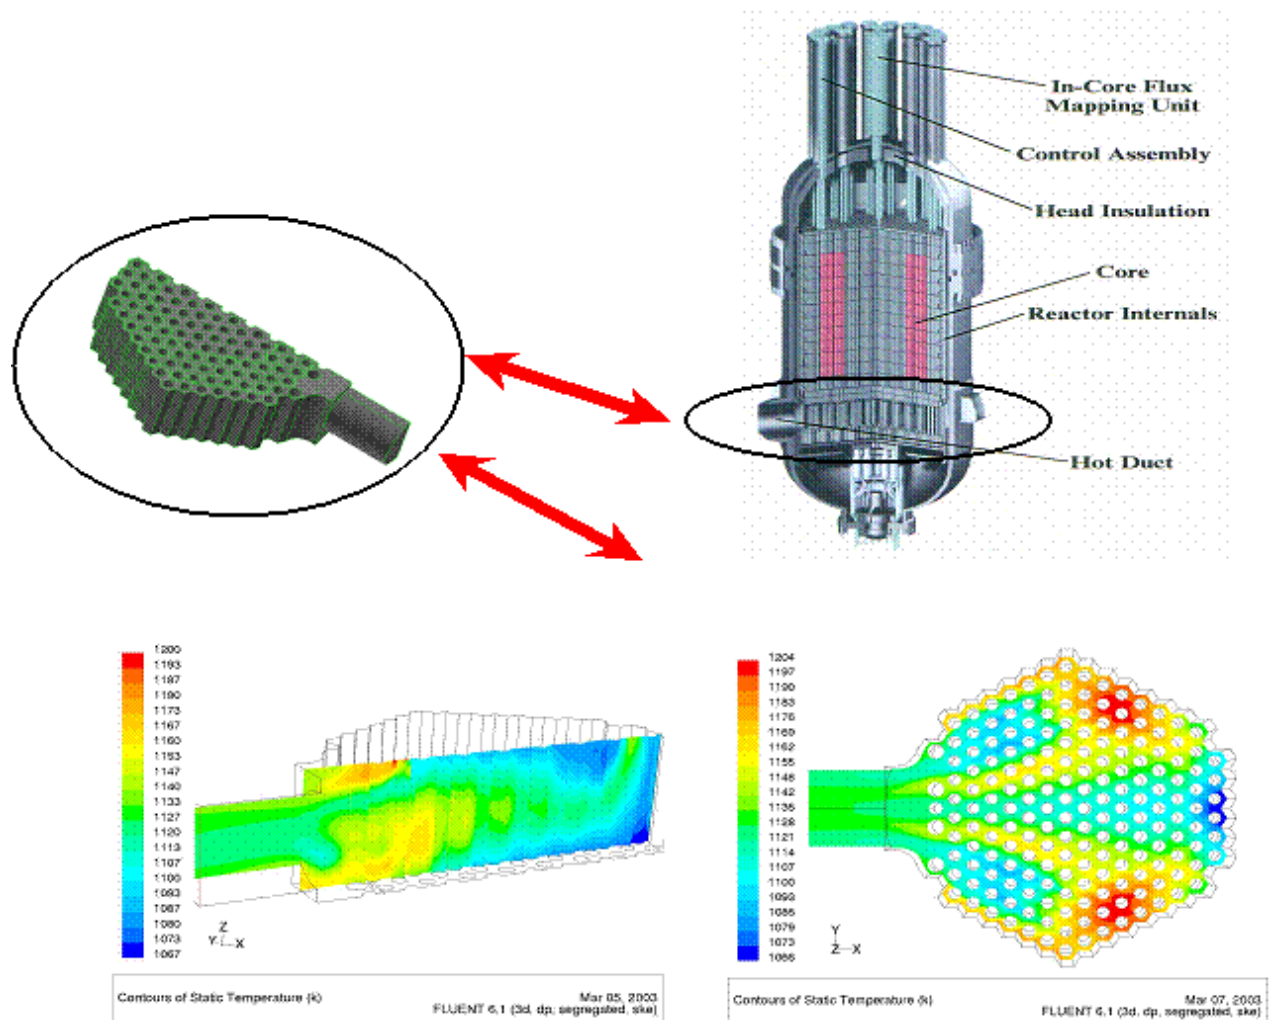 In-Core Flux
Mapping Unit
Control Assembly
Head Insulation
Core
Reactor Internals
Hot Duct
1200
1193
1187
1180
1173
1167
1160
1153
1147
1140
1133
1127
1120
1113
1107
1100
1093
1087
1080
1073
1067
Z
Y X
Contours of Static Temperature (k)
Mar 05, 2003
FLUENT 6.1 (3d, dp, segregated, ske)
1204
1197
1190
1183
1176
1169
1162
1155
1148
1142
1135
1128
1121
1114
1107
1100
1093
1086
1079
1073
1066
Y
Z X
Contours of Static Temperature (k)
Mar 07, 2003
FLUENT 6.1 (3d, dp, segregated, ske)